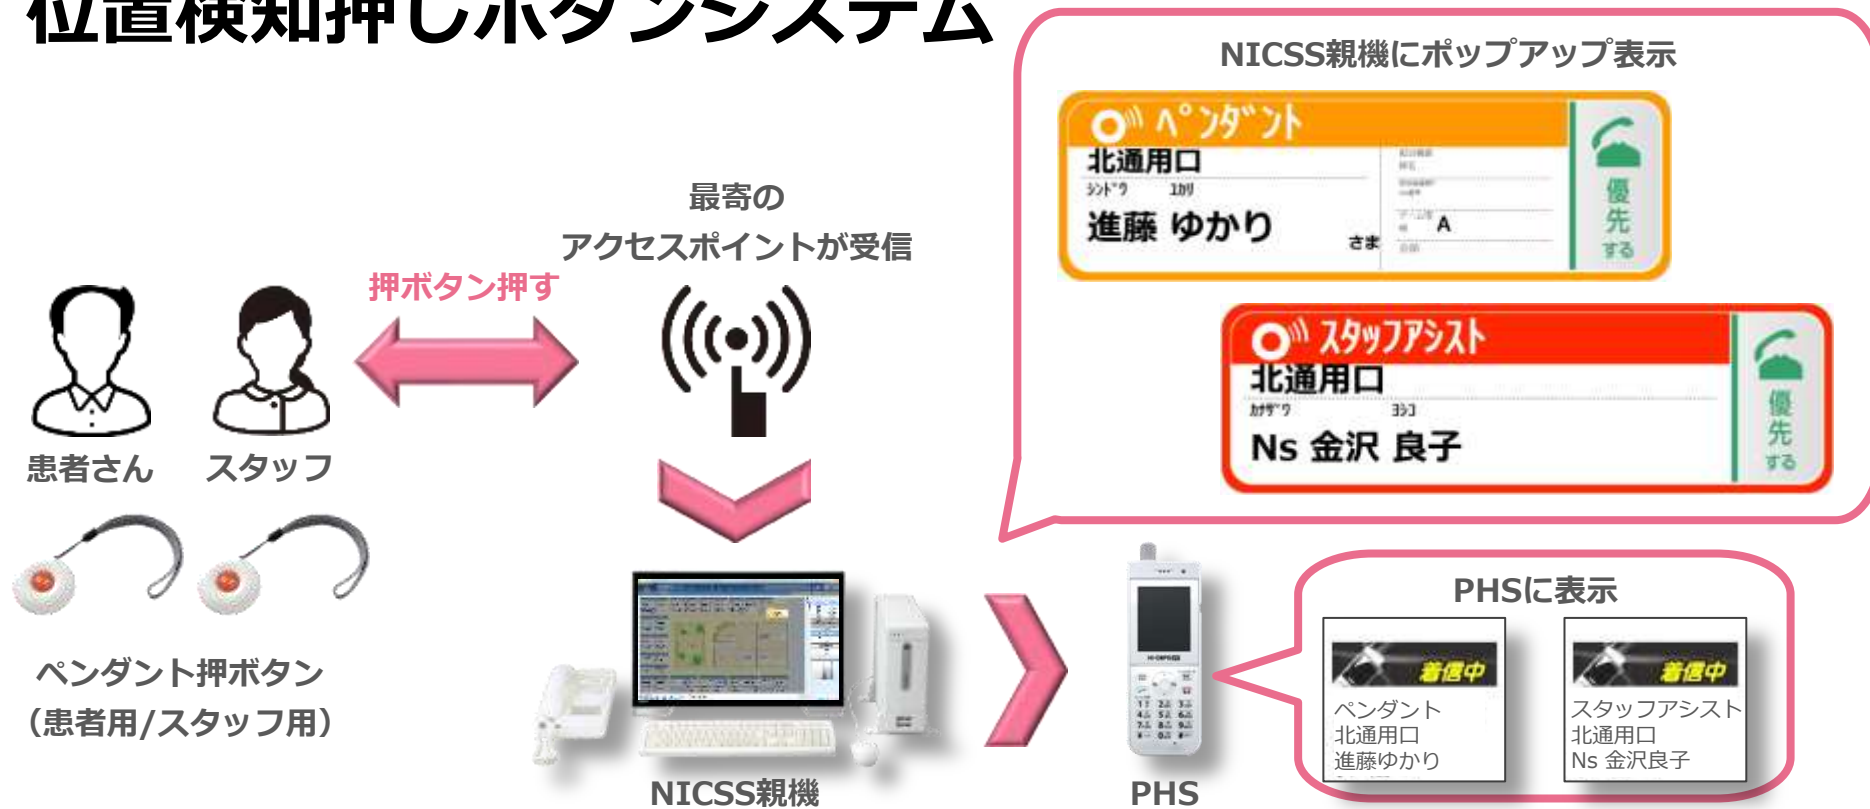 位置検知押しボタンシステム
NICSS親機にポップアップ表示
ペンダント
北通用口
シンドウ ユカリ
進藤 ゆかり さま
A
優先する
スタッフアシスト
北通用口
カナザワ ヨシコ
Ns 金沢 良子
優先する
最寄の
アクセスポイントが受信
押ボタン押す
患者さん
スタッフ
ペンダント押ボタン
（患者用/スタッフ用）
NICSS親機
PHS
PHSに表示
着信中
ペンダント
北通用口
進藤ゆかり
着信中
スタッフアシスト
北通用口
Ns 金沢良子